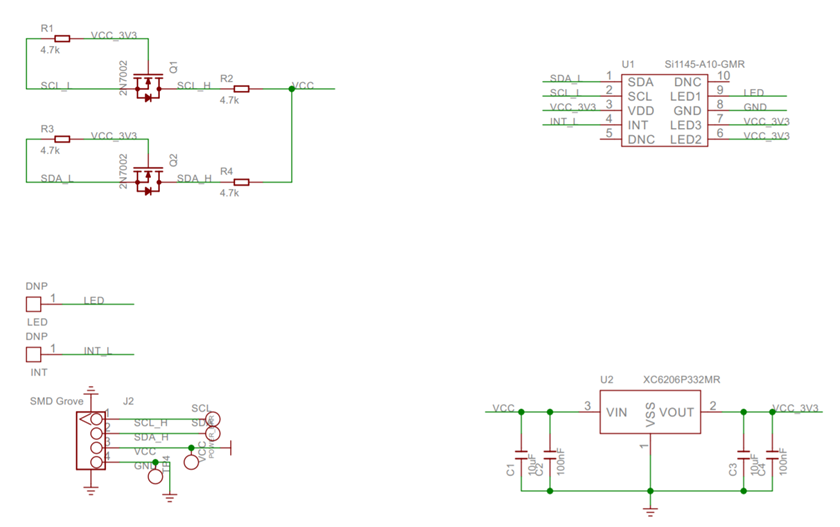 R1
VCC_3V3
4.7k
2N7002
Q1
SCL_L
SCL_H
R2
VCC
4.7k
R3
VCC_3V3
4.7k
2N7002
Q2
SDA_L
SDA_H
R4
4.7k
U1
Si1145-A10-GMR
SDA_L 1 SDA DNC 10
SCL_L 2 SCL LED1 9 LED
VCC_3V3 3 VDD GND 8 GND
INT_L 4 INT LED3 7 VCC_3V3
5 DNC LED2 6 VCC_3V3
DNP
1 LED
LED
DNP
1 INT_L
INT
SMD Grove
J2
1 SCL
SCL_H
2 SDA
SDA_H
3 VCC
4 GND
VCC
TP4
U2
XC6206P332MR
VCC 3 VIN VSS VOUT 2 VCC_3V3
1
C1 10uF
C2 100nF
C3 10uF
C4 100nF